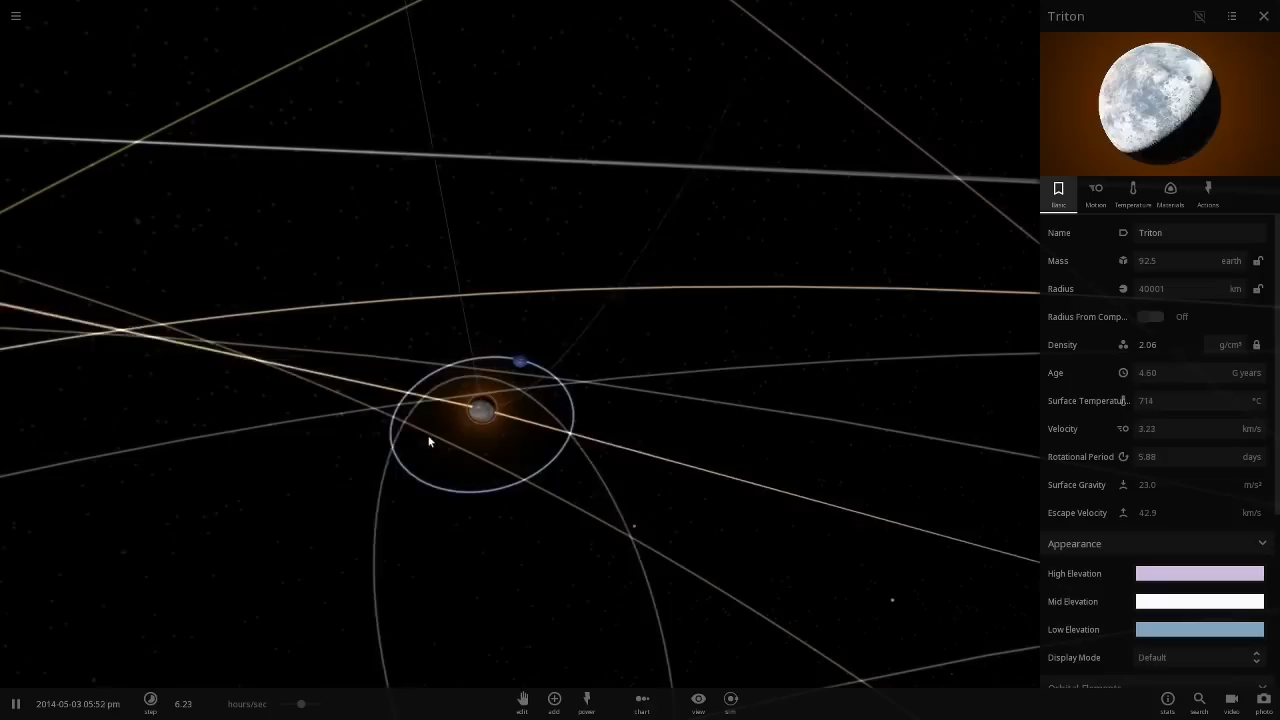 Triton
Basic Motion Temperature Materials Actions
Name Triton
Mass 92.5 earth
Radius 40001 km
Radius From Comp... Off
Density 2.06 g/cm³
Age 4.60 G years
Surface Temperatu... 714 °C
Velocity 3.23 km/s
Rotational Period 5.88 days
Surface Gravity 23.0 m/s²
Escape Velocity 42.9 km/s
Appearance
High Elevation
Mid Elevation
Low Elevation
Display Mode Default
Orbital Elements
2014-05-03 05:52 pm step 6.23 hours/sec edit add power chart view sim stats search video photo